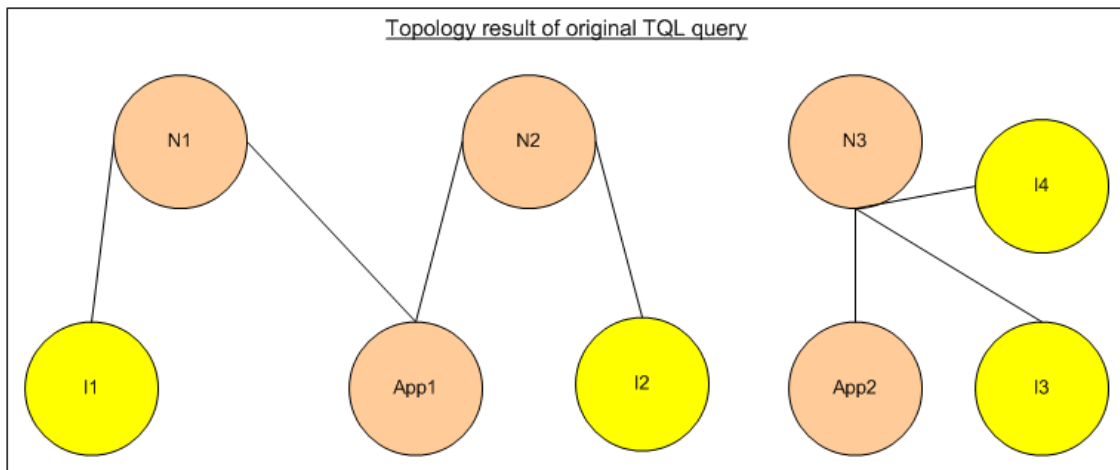 Topology result of original TQL query
N1
N2
N3
I4
I1
App1
I2
App2
I3